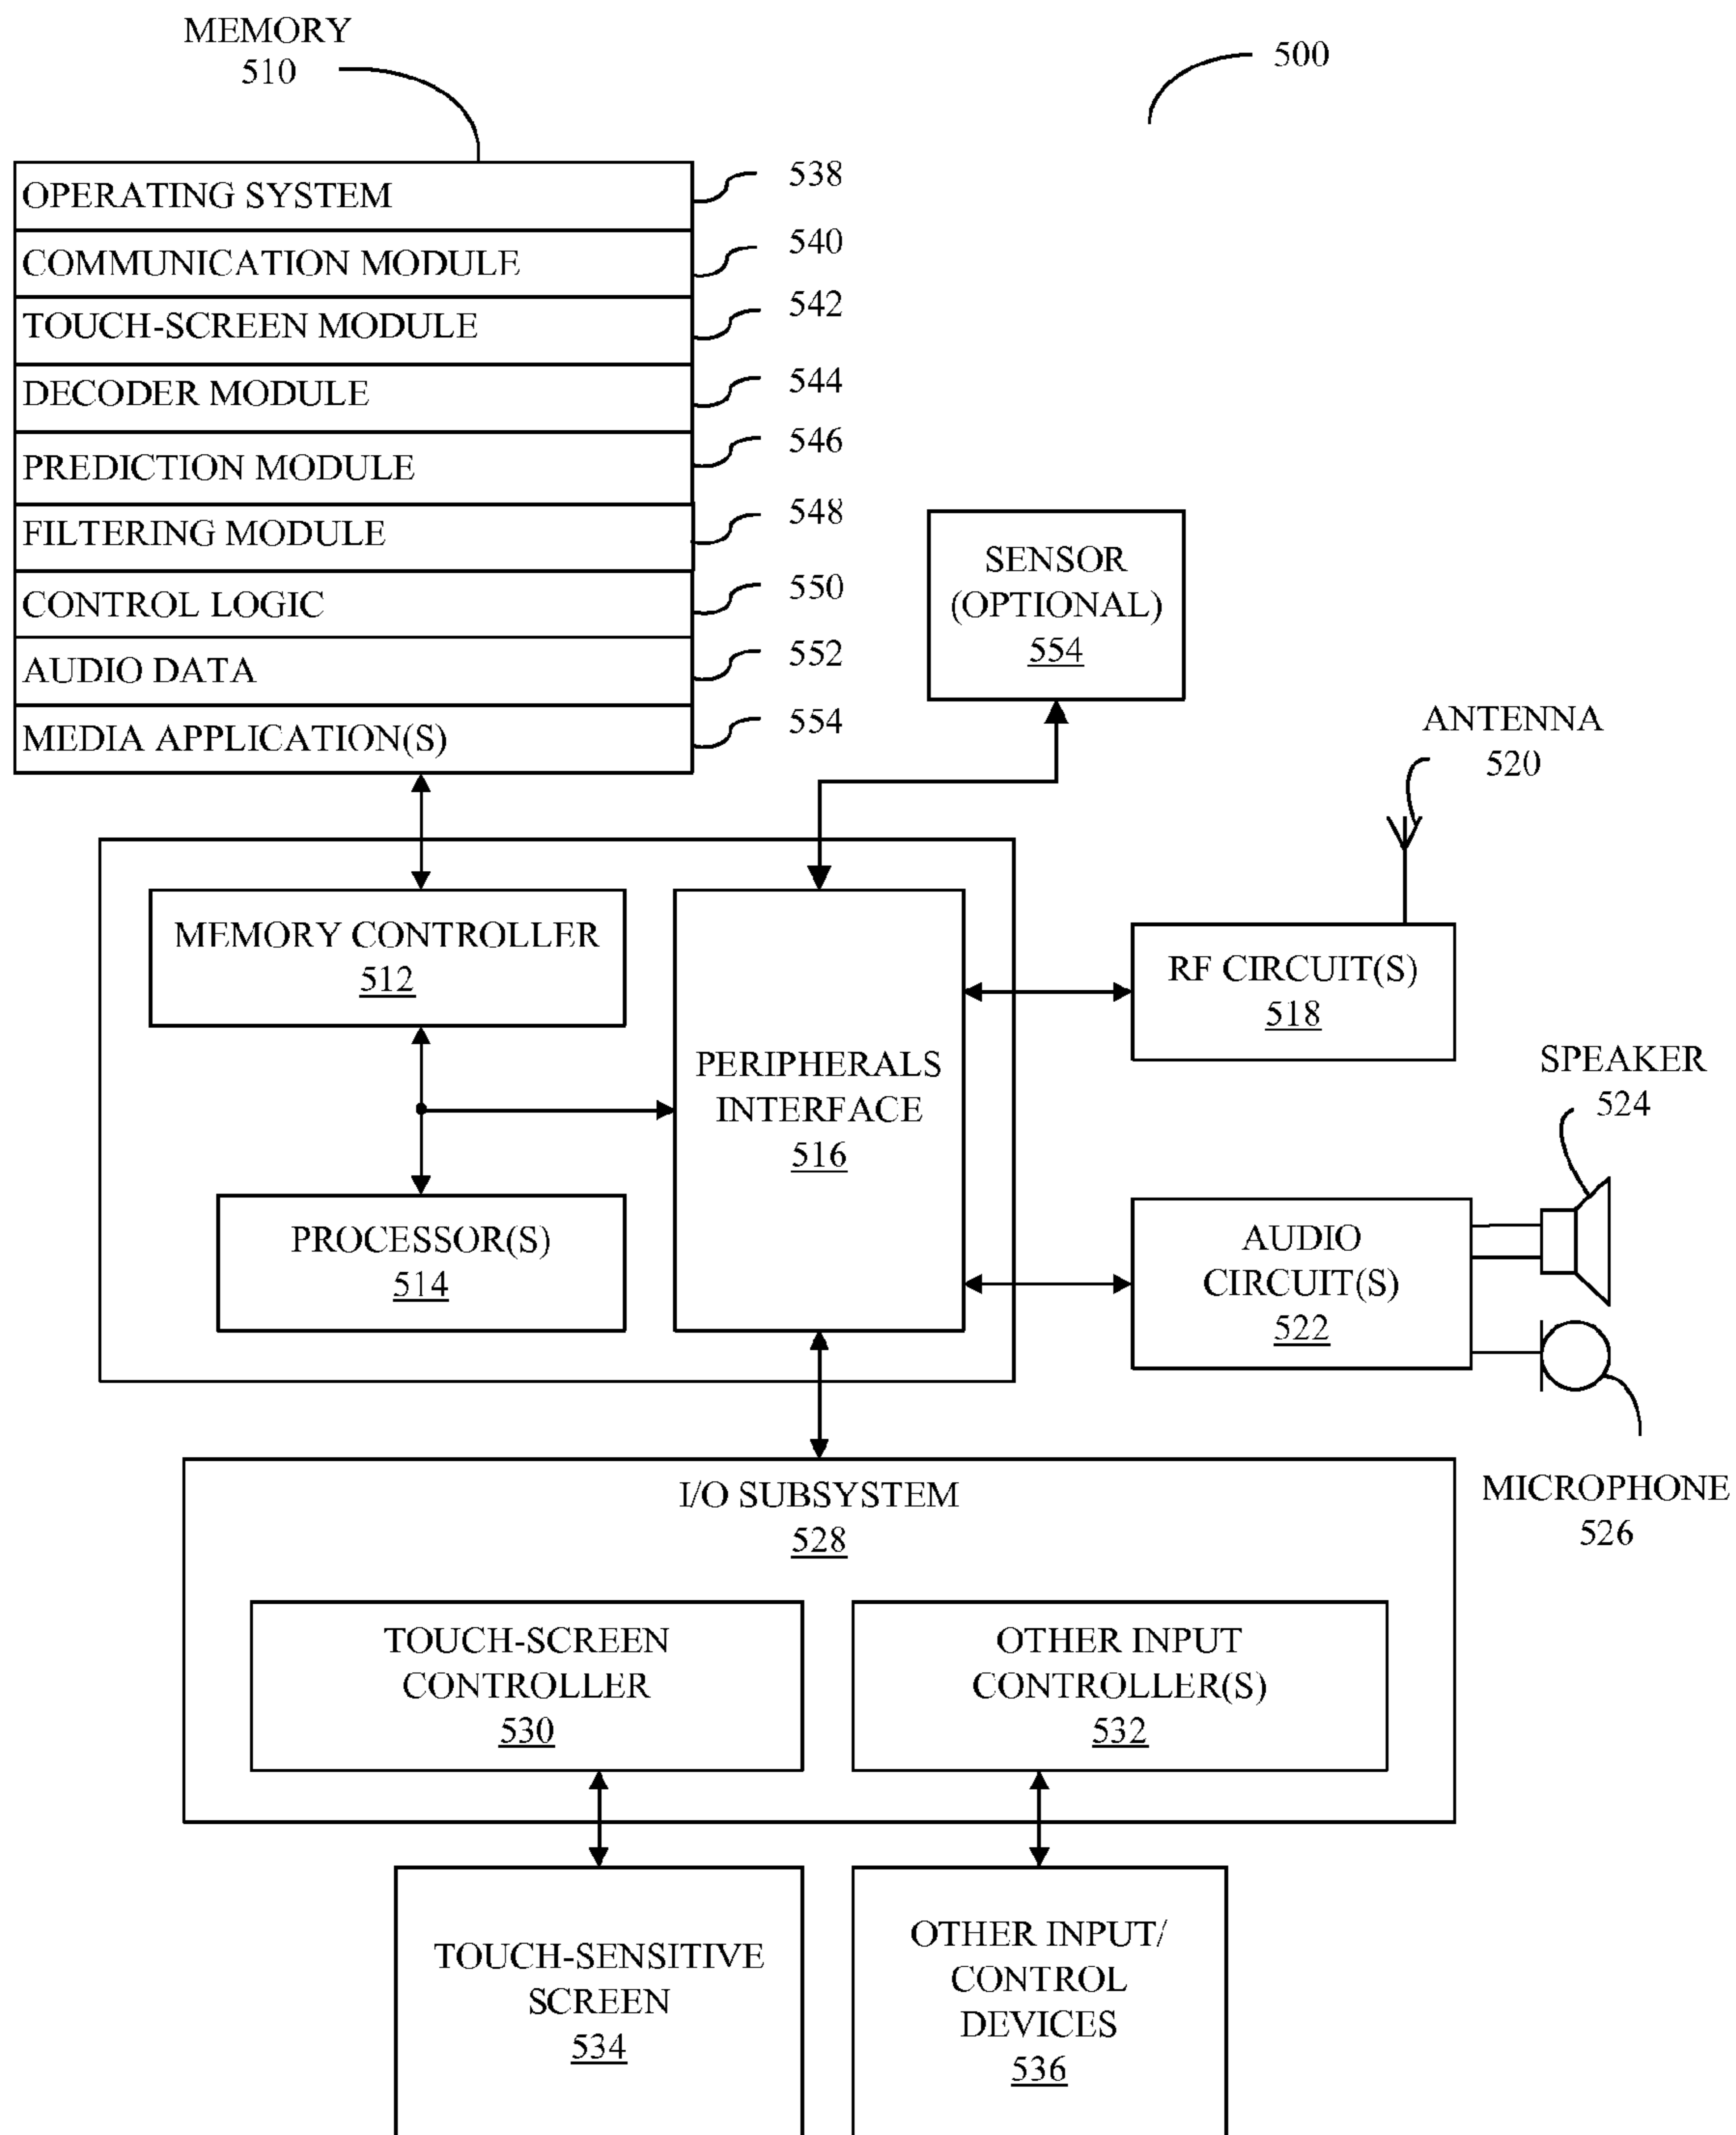 MEMORY
510
500
OPERATING SYSTEM
538
COMMUNICATION MODULE
540
TOUCH-SCREEN MODULE
542
DECODER MODULE
544
PREDICTION MODULE
546
FILTERING MODULE
548
CONTROL LOGIC
550
AUDIO DATA
552
MEDIA APPLICATION(S)
554
SENSOR
(OPTIONAL)
554
ANTENNA
520
MEMORY CONTROLLER
512
PERIPHERALS
INTERFACE
516
PROCESSOR(S)
514
RF CIRCUIT(S)
518
SPEAKER
524
AUDIO
CIRCUIT(S)
522
MICROPHONE
526
I/O SUBSYSTEM
528
TOUCH-SCREEN
CONTROLLER
530
OTHER INPUT
CONTROLLER(S)
532
TOUCH-SENSITIVE
SCREEN
534
OTHER INPUT/
CONTROL
DEVICES
536